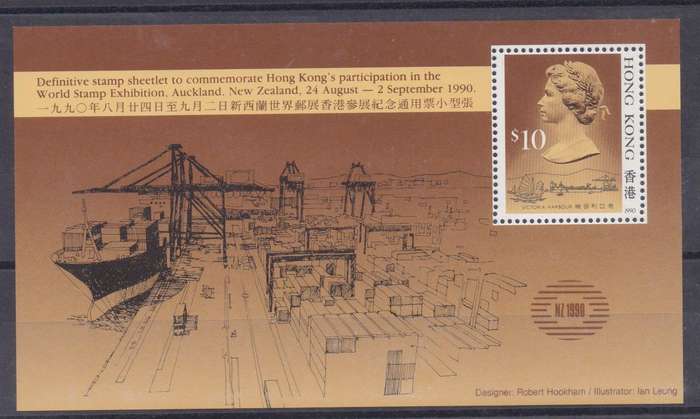 Definitive stamp sheetlet to commemorate Hong Kong's participation in the
World Stamp Exhibition, Auckland, New Zealand, 24 August — 2 September 1990.
一九九〇年八月廿四日至九月二日新西蘭世界郵展香港參展紀念通用票小型張
$10
HONG KONG 香港
1990
VICTORIA HARBOUR 維多利亞港
NZ 1990
Designer: Robert Hookham / Illustrator: Ian Leung